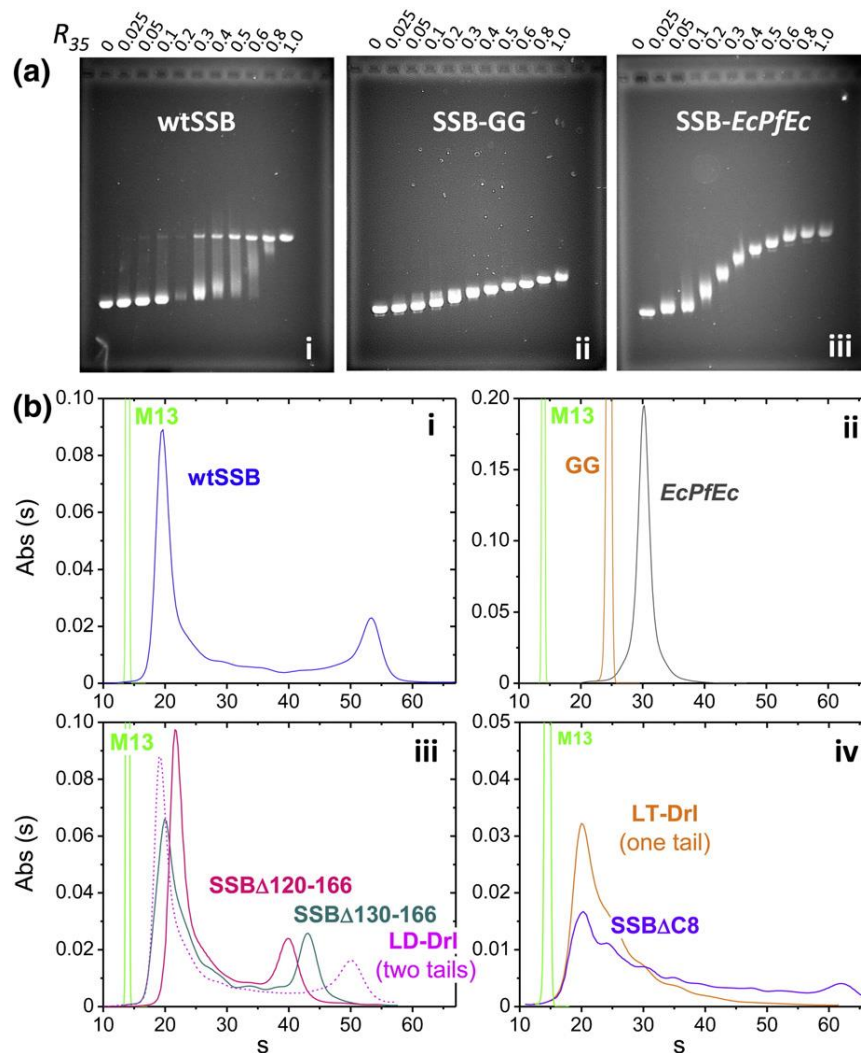 R35 0 0.025 0.05 0.1 0.2 0.3 0.4 0.5 0.6 0.8 1.0 0 0.025 0.05 0.1 0.2 0.3 0.4 0.5 0.6 0.8 1.0 0 0.025 0.05 0.1 0.2 0.3 0.4 0.5 0.6 0.8 1.0
(a)
wtSSB SSB-GG SSB-EcPfEc
i ii iii
(b)
0.10 0.08 0.06 0.04 0.02 0
Abs (s)
M13
i
wtSSB
10 20 30 40 50 60
0.20 0.15 0.10 0.05 0
Abs (s)
M13
ii
GG
EcPfEc
10 20 30 40 50 60
0.10 0.08 0.06 0.04 0.02 0
Abs (s)
M13
iii
SSBΔ120-166
SSBΔ130-166
LD-Drl
(two tails)
10 20 30 40 50 60
s
0.05 0.04 0.03 0.02 0.01 0
Abs (s)
M13
iv
LT-Drl
(one tail)
SSBΔC8
10 20 30 40 50 60
s